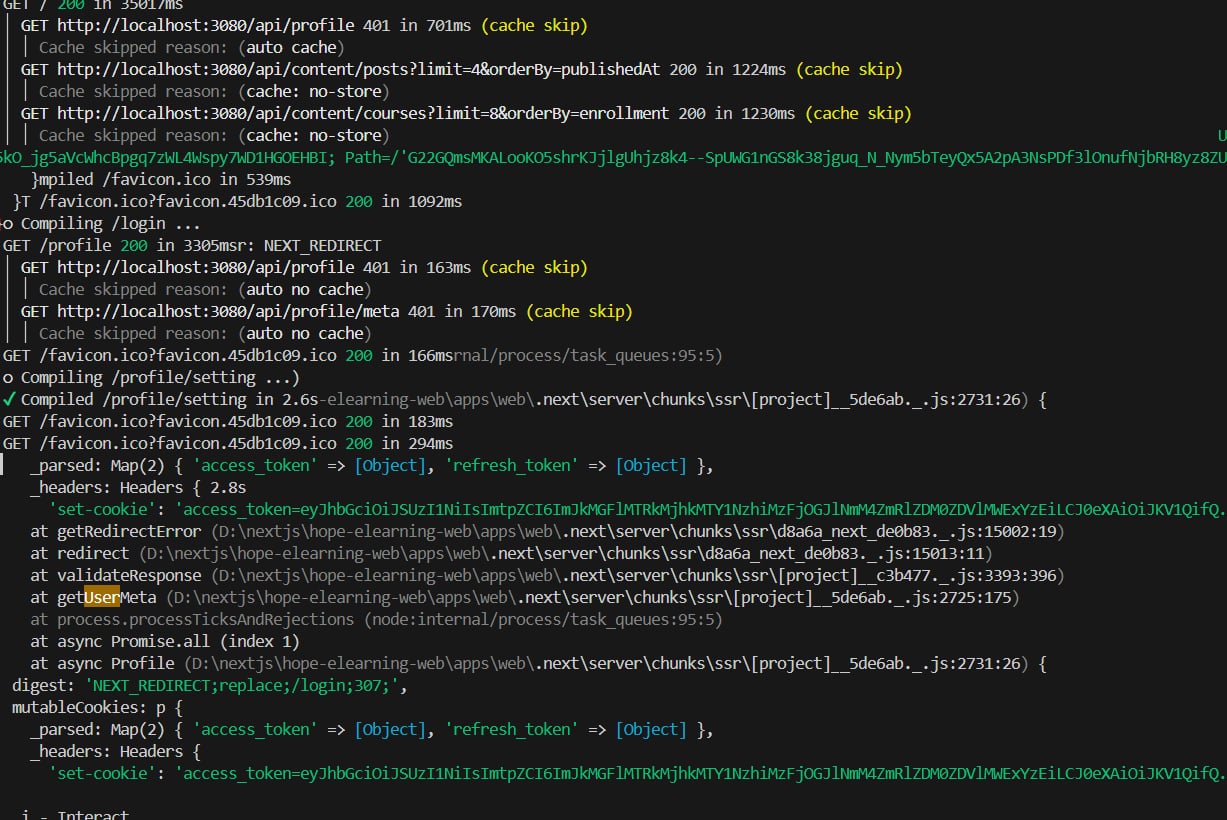 GET / 200 in 35017ms
│ GET http://localhost:3080/api/profile 401 in 701ms (cache skip)
│ │ Cache skipped reason: (auto cache)
│ GET http://localhost:3080/api/content/posts?limit=4&orderBy=publishedAt 200 in 1224ms (cache skip)
│ │ Cache skipped reason: (cache: no-store)
│ GET http://localhost:3080/api/content/courses?limit=8&orderBy=enrollment 200 in 1230ms (cache skip)
│ │ Cache skipped reason: (cache: no-store) U
5kO_jg5aVcWhcBpgq7zWL4Wspy7WD1HGOEHBI; Path=/'G22GQmsMKALooKO5shrKJjlgUhjz8k4--SpUWG1nGS8k38jguq_N_Nym5bTeyQx5A2pA3NsPDf3lOnufNjbRH8yz8ZU
}mpiled /favicon.ico in 539ms
}T /favicon.ico?favicon.45db1c09.ico 200 in 1092ms
o Compiling /login ...
GET /profile 200 in 3305msr: NEXT_REDIRECT
│ GET http://localhost:3080/api/profile 401 in 163ms (cache skip)
│ │ Cache skipped reason: (auto no cache)
│ GET http://localhost:3080/api/profile/meta 401 in 170ms (cache skip)
│ │ Cache skipped reason: (auto no cache)
GET /favicon.ico?favicon.45db1c09.ico 200 in 166msrnal/process/task_queues:95:5)
o Compiling /profile/setting ...)
✓ Compiled /profile/setting in 2.6s-elearning-web\apps\web\.next\server\chunks\ssr\[project]__5de6ab._.js:2731:26) {
GET /favicon.ico?favicon.45db1c09.ico 200 in 183ms
GET /favicon.ico?favicon.45db1c09.ico 200 in 294ms
_parsed: Map(2) { 'access_token' => [Object], 'refresh_token' => [Object] },
_headers: Headers { 2.8s
'set-cookie': 'access_token=eyJhbGciOiJSUzI1NiIsImtpZCI6ImJkMGFlMTRkMjhkMTY1NzhiMzFjOGJlNmM4ZmRlZDM0ZDVlMWExYzEiLCJ0eXAiOiJKV1QifQ.
at getRedirectError (D:\nextjs\hope-elearning-web\apps\web\.next\server\chunks\ssr\d8a6a_next_de0b83._.js:15002:19)
at redirect (D:\nextjs\hope-elearning-web\apps\web\.next\server\chunks\ssr\d8a6a_next_de0b83._.js:15013:11)
at validateResponse (D:\nextjs\hope-elearning-web\apps\web\.next\server\chunks\ssr\[project]__c3b477._.js:3393:396)
at getUserMeta (D:\nextjs\hope-elearning-web\apps\web\.next\server\chunks\ssr\[project]__5de6ab._.js:2725:175)
at process.processTicksAndRejections (node:internal/process/task_queues:95:5)
at async Promise.all (index 1)
at async Profile (D:\nextjs\hope-elearning-web\apps\web\.next\server\chunks\ssr\[project]__5de6ab._.js:2731:26) {
digest: 'NEXT_REDIRECT;replace;/login;307;',
mutableCookies: p {
_parsed: Map(2) { 'access_token' => [Object], 'refresh_token' => [Object] },
_headers: Headers {
'set-cookie': 'access_token=eyJhbGciOiJSUzI1NiIsImtpZCI6ImJkMGFlMTRkMjhkMTY1NzhiMzFjOGJlNmM4ZmRlZDM0ZDVlMWExYzEiLCJ0eXAiOiJKV1QifQ.
i - Interact